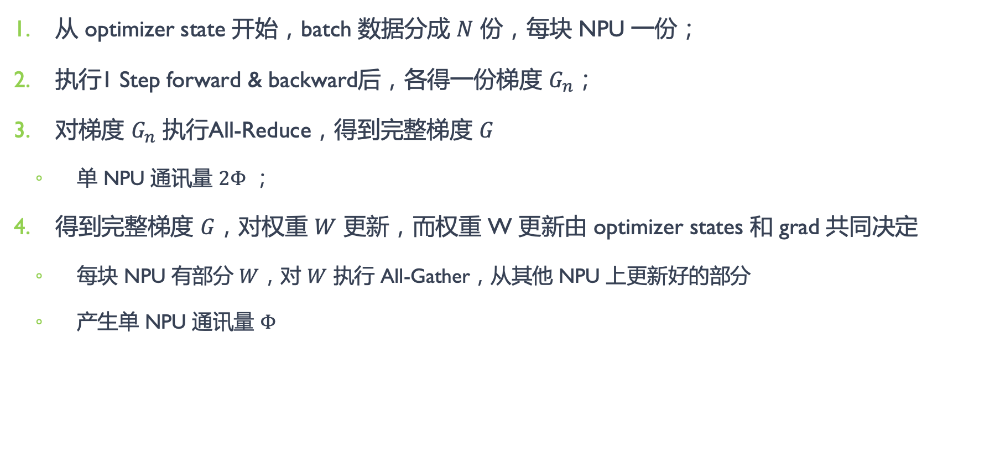 1. 从 optimizer state 开始，batch 数据分成 N 份，每块 NPU 一份；
2. 执行1 Step forward & backward后，各得一份梯度 Gₙ；
3. 对梯度 Gₙ 执行All-Reduce，得到完整梯度 G
◦ 单 NPU 通讯量 2Φ ；
4. 得到完整梯度 G，对权重 W 更新，而权重 W 更新由 optimizer states 和 grad 共同决定
◦ 每块 NPU 有部分 W，对 W 执行 All-Gather，从其他 NPU 上更新好的部分
◦ 产生单 NPU 通讯量 Φ